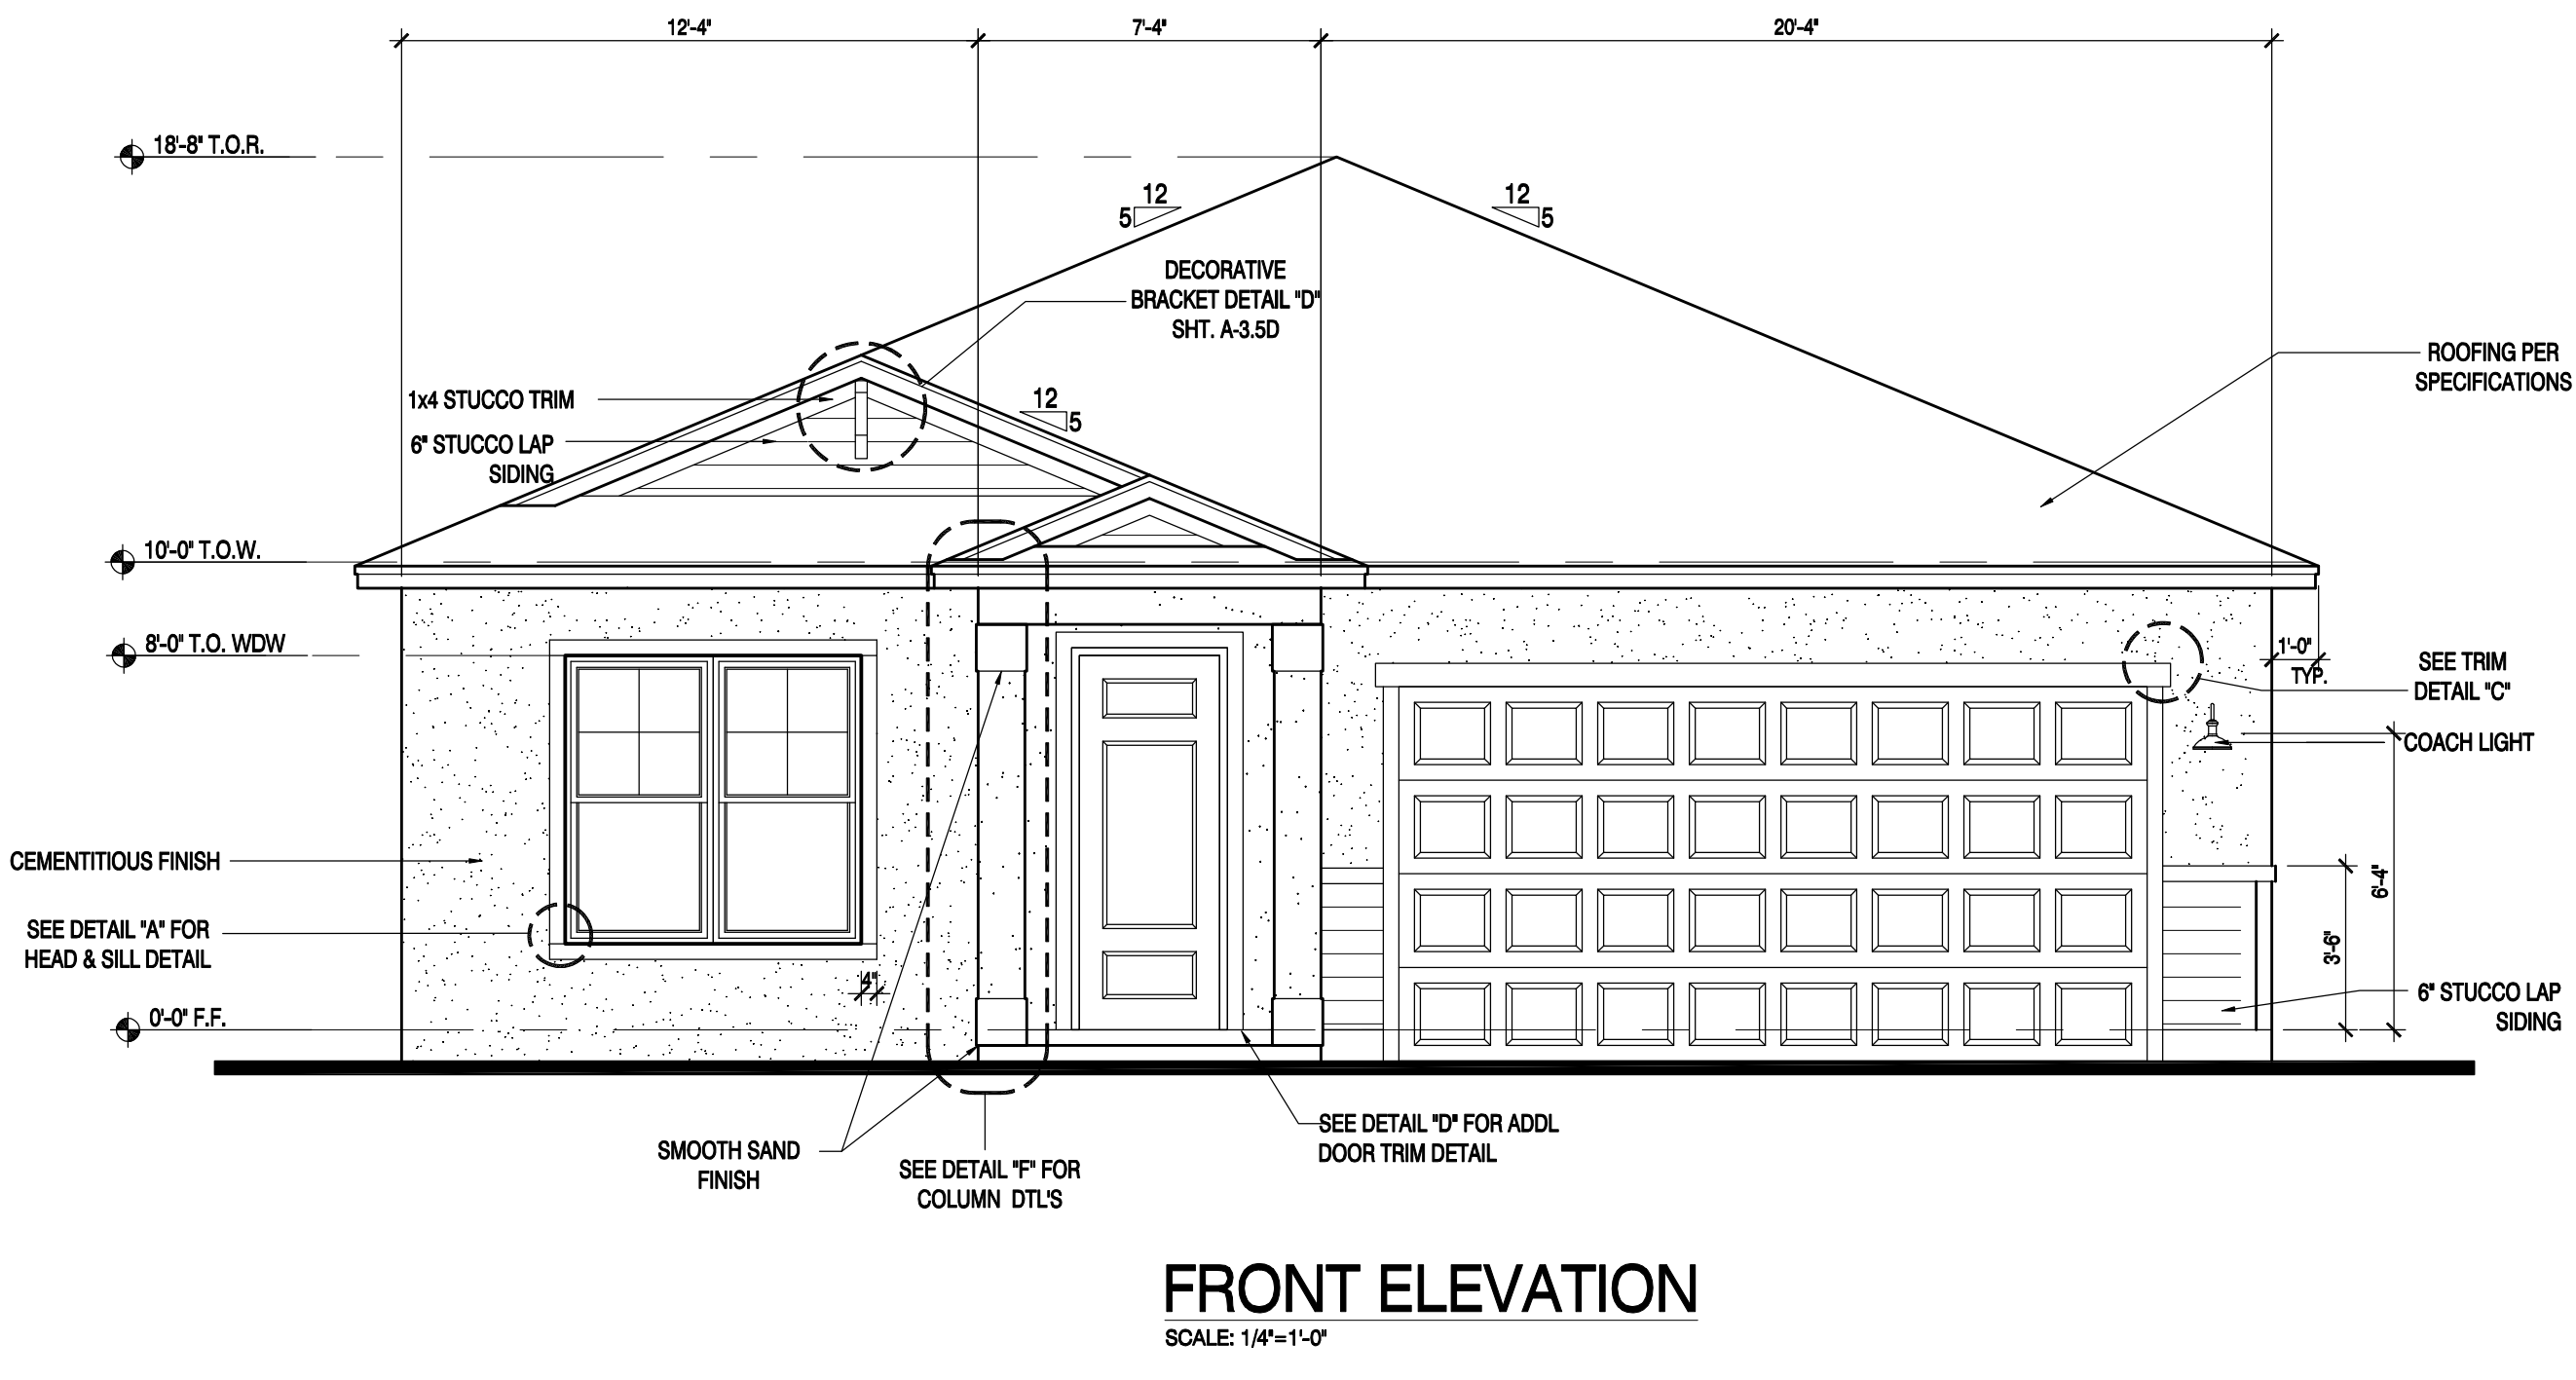 12'-4"
7'-4"
20'-4"
18'-8" T.O.R.
12
5
12
5
DECORATIVE
BRACKET DETAIL "D"
SHT. A-3.5D
ROOFING PER
SPECIFICATIONS
1x4 STUCCO TRIM
12
5
6" STUCCO LAP
SIDING
10'-0" T.O.W.
8'-0" T.O. WDW
1'-0"
TYP.
SEE TRIM
DETAIL "C"
COACH LIGHT
CEMENTITIOUS FINISH
6'-4"
3'-6"
SEE DETAIL "A" FOR
HEAD & SILL DETAIL
4"
6" STUCCO LAP
SIDING
0'-0" F.F.
SMOOTH SAND
FINISH
SEE DETAIL "F" FOR
COLUMN DTL'S
SEE DETAIL "D" FOR ADDL
DOOR TRIM DETAIL
FRONT ELEVATION
SCALE: 1/4"=1'-0"